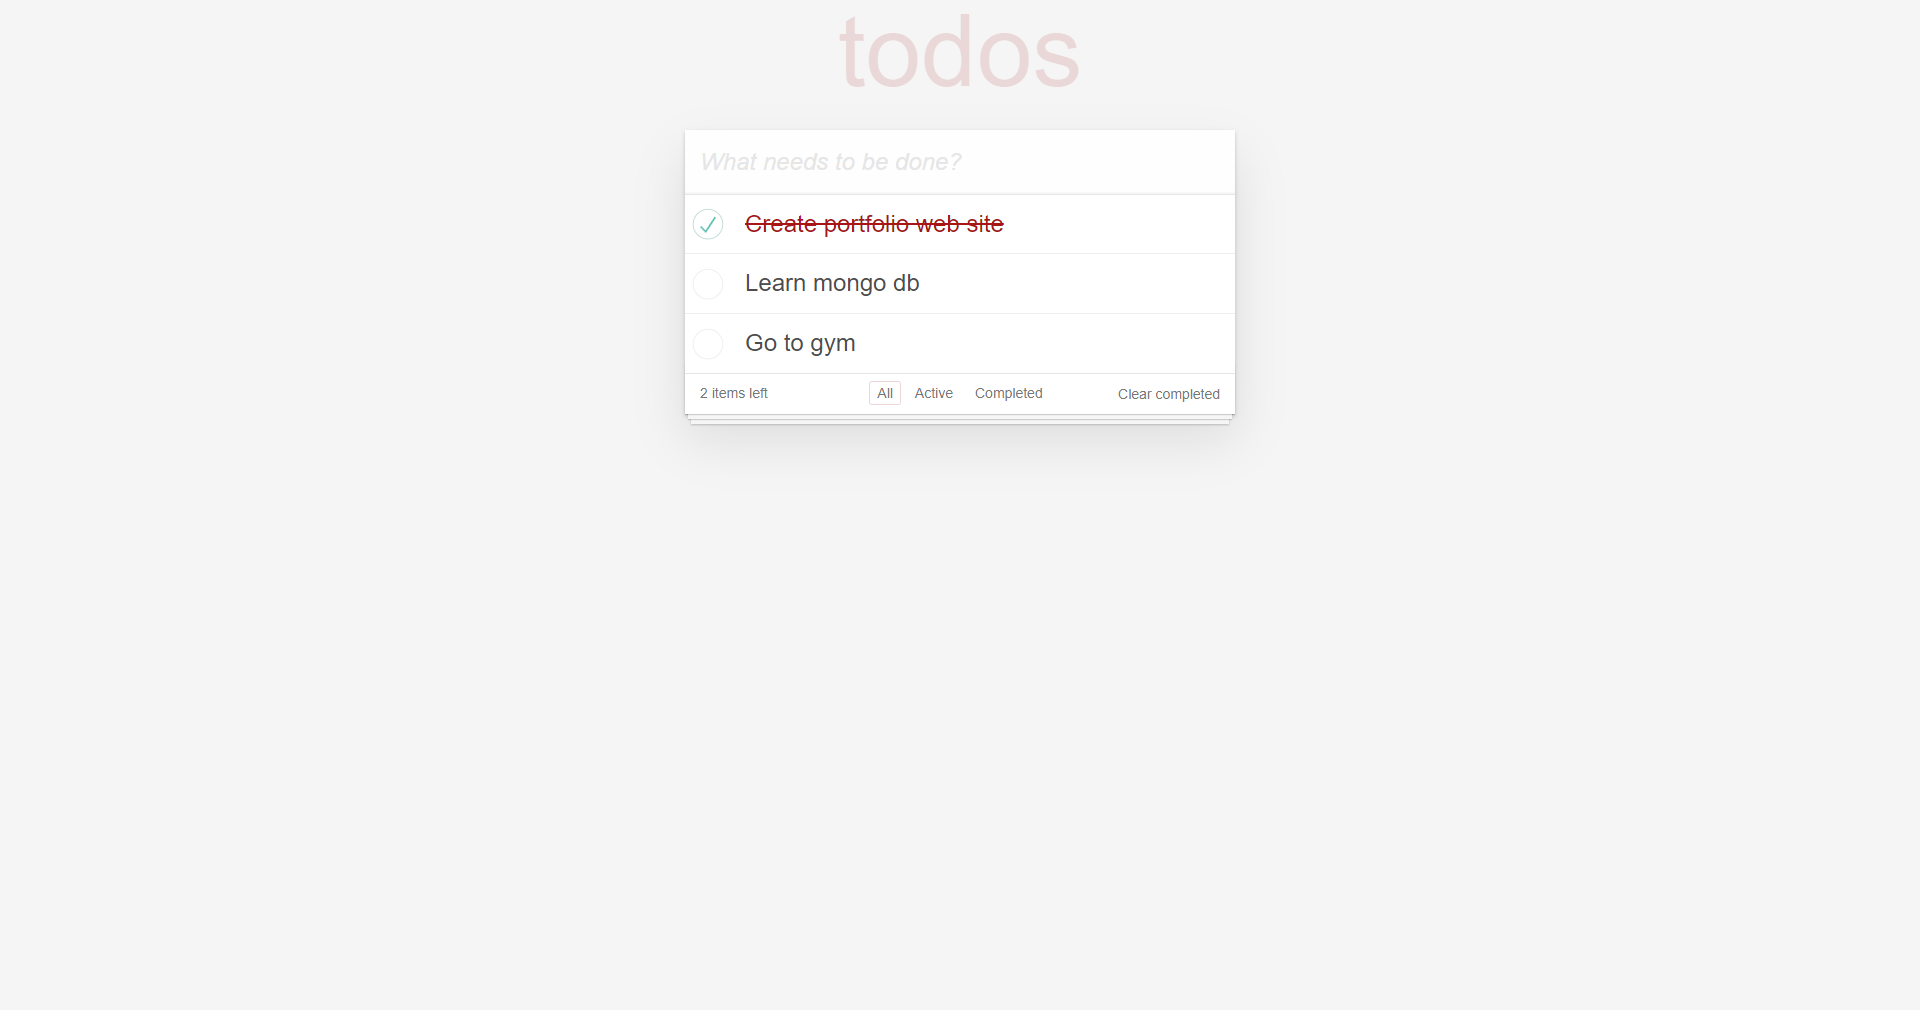 todos
What needs to be done?
Create portfolio web site
Learn mongo db
Go to gym
2 items left All Active Completed Clear completed